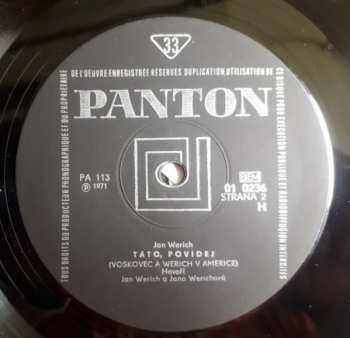 33
TOUS DROITS DU PRODUCTEUR PHONOGRAPHIQUE ET DU PROPRIÉTAIRE DE L'OEUVRE ENREGISTRÉE RESERVÉS DUPLICATION UTILISATION DE CE DISQUE POUR EXÉCUTION PUBLIQUE ET RADIODIFFUSION INTERDITES
PANTON
PA 113
Ⓟ 1971
BIEM
01 0236
STRANA 2
H
Jan Werich
TATO, POVÍDEJ
(VOSKOVEC A WERICH V AMERICE)
Hovoří
Jan Werich a Jana Werichová